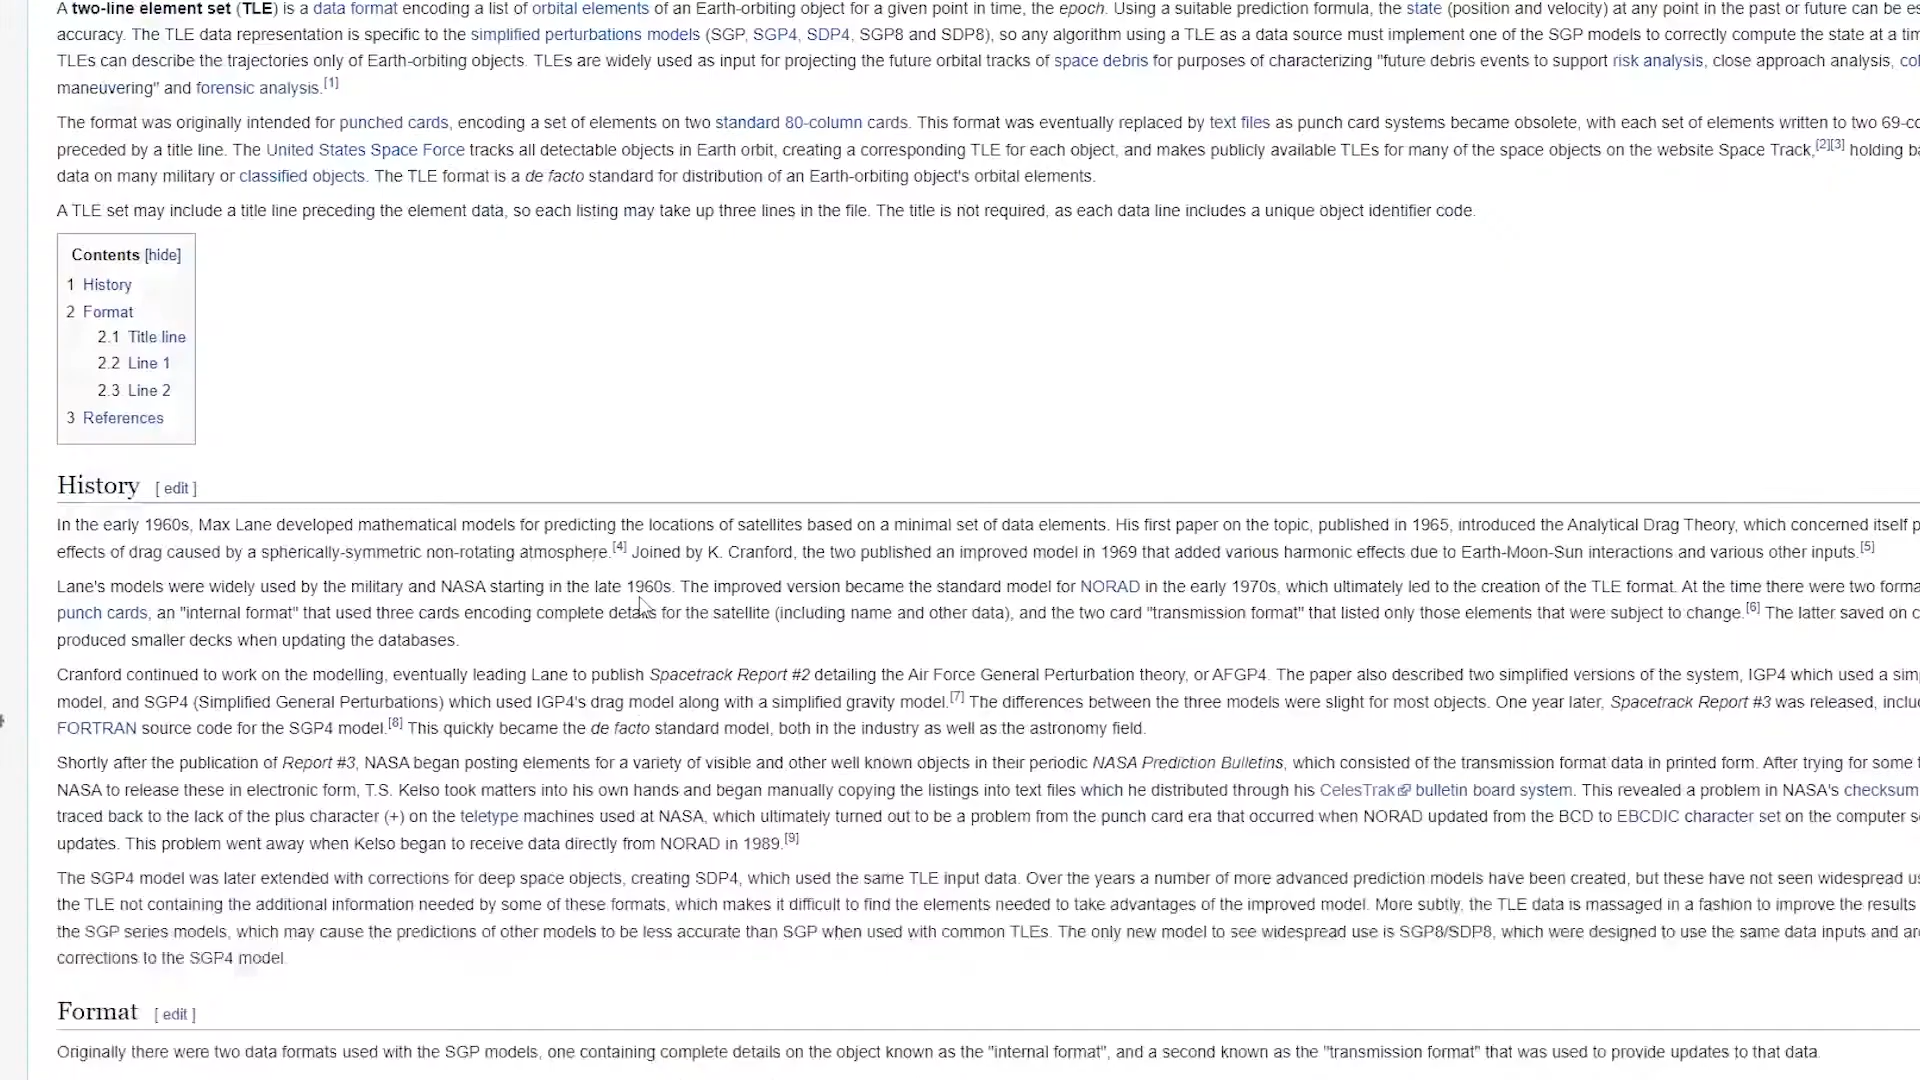 A two-line element set (TLE) is a data format encoding a list of orbital elements of an Earth-orbiting object for a given point in time, the epoch. Using a suitable prediction formula, the state (position and velocity) at any point in the past or future can be
accuracy. The TLE data representation is specific to the simplified perturbations models (SGP, SGP4, SDP4, SGP8 and SDP8), so any algorithm using a TLE as a data source must implement one of the SGP models to correctly compute the state at a
TLEs can describe the trajectories only of Earth-orbiting objects. TLEs are widely used as input for projecting the future orbital tracks of space debris for purposes of characterizing "future debris events to support risk analysis, close approach analysis,
maneuvering" and forensic analysis.[1]
The format was originally intended for punched cards, encoding a set of elements on two standard 80-column cards. This format was eventually replaced by text files as punch card systems became obsolete, with each set of elements written to two
preceded by a title line. The United States Space Force tracks all detectable objects in Earth orbit, creating a corresponding TLE for each object, and makes publicly available TLEs for many of the space objects on the website Space Track,[2][3] holding
data on many military or classified objects. The TLE format is a de facto standard for distribution of an Earth-orbiting object's orbital elements.
A TLE set may include a title line preceding the element data, so each listing may take up three lines in the file. The title is not required, as each data line includes a unique object identifier code.
Contents [hide]
1 History
2 Format
2.1 Title line
2.2 Line 1
2.3 Line 2
3 References
History [ edit ]
In the early 1960s, Max Lane developed mathematical models for predicting the locations of satellites based on a minimal set of data elements. His first paper on the topic, published in 1965, introduced the Analytical Drag Theory, which concerned itself
effects of drag caused by a spherically-symmetric non-rotating atmosphere.[4] Joined by K. Cranford, the two published an improved model in 1969 that added various harmonic effects due to Earth-Moon-Sun interactions and various other inputs.[5]
Lane's models were widely used by the military and NASA starting in the late 1960s. The improved version became the standard model for NORAD in the early 1970s, which ultimately led to the creation of the TLE format. At the time there were two
punch cards, an "internal format" that used three cards encoding complete details for the satellite (including name and other data), and the two card "transmission format" that listed only those elements that were subject to change.[6] The latter saved on
produced smaller decks when updating the databases.
Cranford continued to work on the modelling, eventually leading Lane to publish Spacetrack Report #2 detailing the Air Force General Perturbation theory, or AFGP4. The paper also described two simplified versions of the system, IGP4 which used a
model, and SGP4 (Simplified General Perturbations) which used IGP4's drag model along with a simplified gravity model.[7] The differences between the three models were slight for most objects. One year later, Spacetrack Report #3 was released,
FORTRAN source code for the SGP4 model.[8] This quickly became the de facto standard model, both in the industry as well as the astronomy field.
Shortly after the publication of Report #3, NASA began posting elements for a variety of visible and other well known objects in their periodic NASA Prediction Bulletins, which consisted of the transmission format data in printed form. After trying for some
NASA to release these in electronic form, T.S. Kelso took matters into his own hands and began manually copying the listings into text files which he distributed through his CelesTrak bulletin board system. This revealed a problem in NASA's checksum
traced back to the lack of the plus character (+) on the teletype machines used at NASA, which ultimately turned out to be a problem from the punch card era that occurred when NORAD updated from the BCD to EBCDIC character set on the computer
updates. This problem went away when Kelso began to receive data directly from NORAD in 1989.[9]
The SGP4 model was later extended with corrections for deep space objects, creating SDP4, which used the same TLE input data. Over the years a number of more advanced prediction models have been created, but these have not seen widespread
the TLE not containing the additional information needed by some of these formats, which makes it difficult to find the elements needed to take advantages of the improved model. More subtly, the TLE data is massaged in a fashion to improve the results
the SGP series models, which may cause the predictions of other models to be less accurate than SGP when used with common TLEs. The only new model to see widespread use is SGP8/SDP8, which were designed to use the same data inputs and
corrections to the SGP4 model.
Format [ edit ]
Originally there were two data formats used with the SGP models, one containing complete details on the object known as the "internal format", and a second known as the "transmission format" that was used to provide updates to that data.